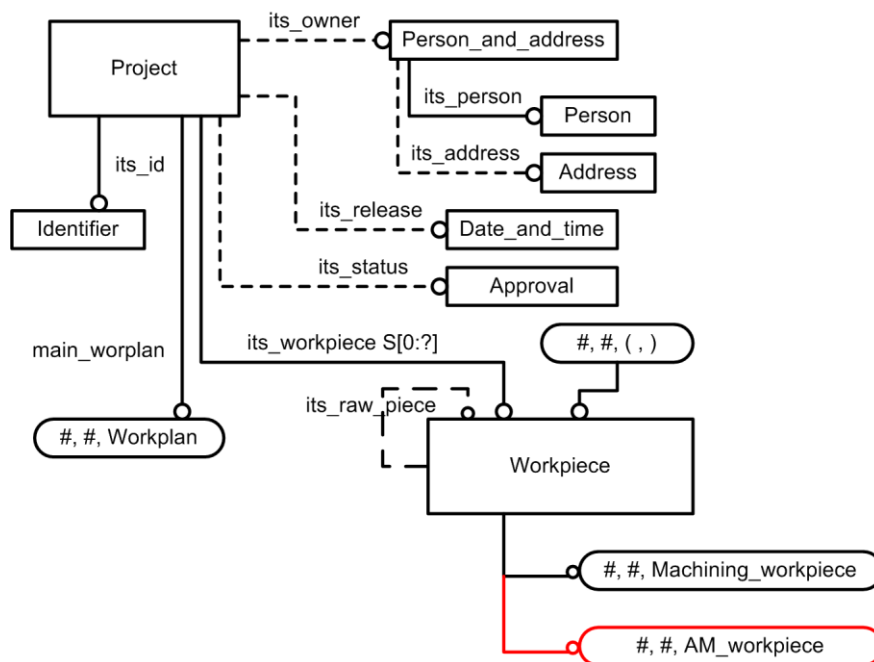 its_owner
Person_and_address
Project
its_person
Person
its_address
Address
its_id
its_release
Identifier
Date_and_time
its_status
Approval
main_worplan
its_workpiece S[0:?]
#, #, ( , )
its_raw_piece
#, #, Workplan
Workpiece
#, #, Machining_workpiece
#, #, AM_workpiece